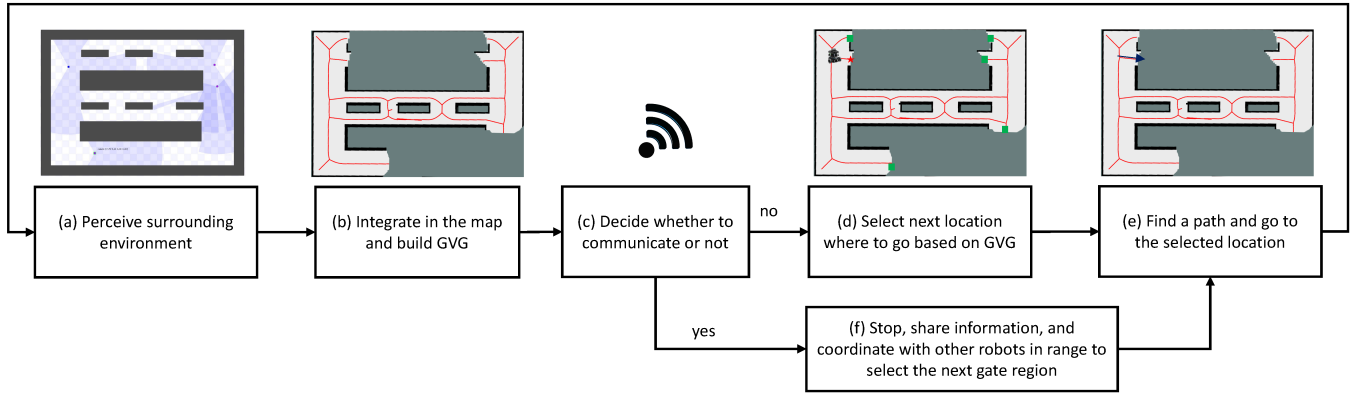 (a) Perceive surrounding
environment
(b) Integrate in the map
and build GVG
(c) Decide whether to
communicate or not
no
(d) Select next location
where to go based on GVG
(e) Find a path and go to
the selected location
yes
(f) Stop, share information, and
coordinate with other robots in range to
select the next gate region